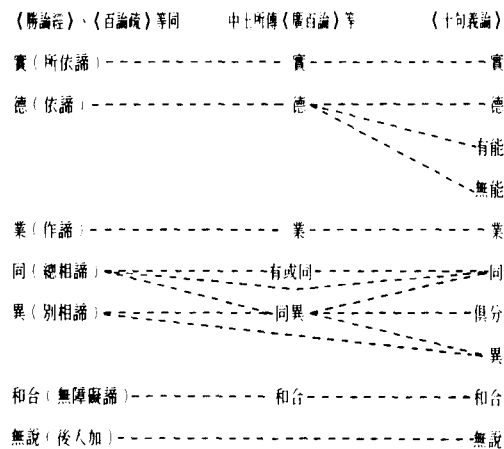 《勝論經》、《百論疏》等同　中土所傳《廣百論》等　《十句義論》
實（所依諦）　實　實
德（依諦）　德　德
有能
無能
業（作諦）　業　業
同（總相諦）　有或同　同
異（別相諦）　同異　俱分
異
和合（無障礙諦）　和合　和合
無說（後人加）　無說